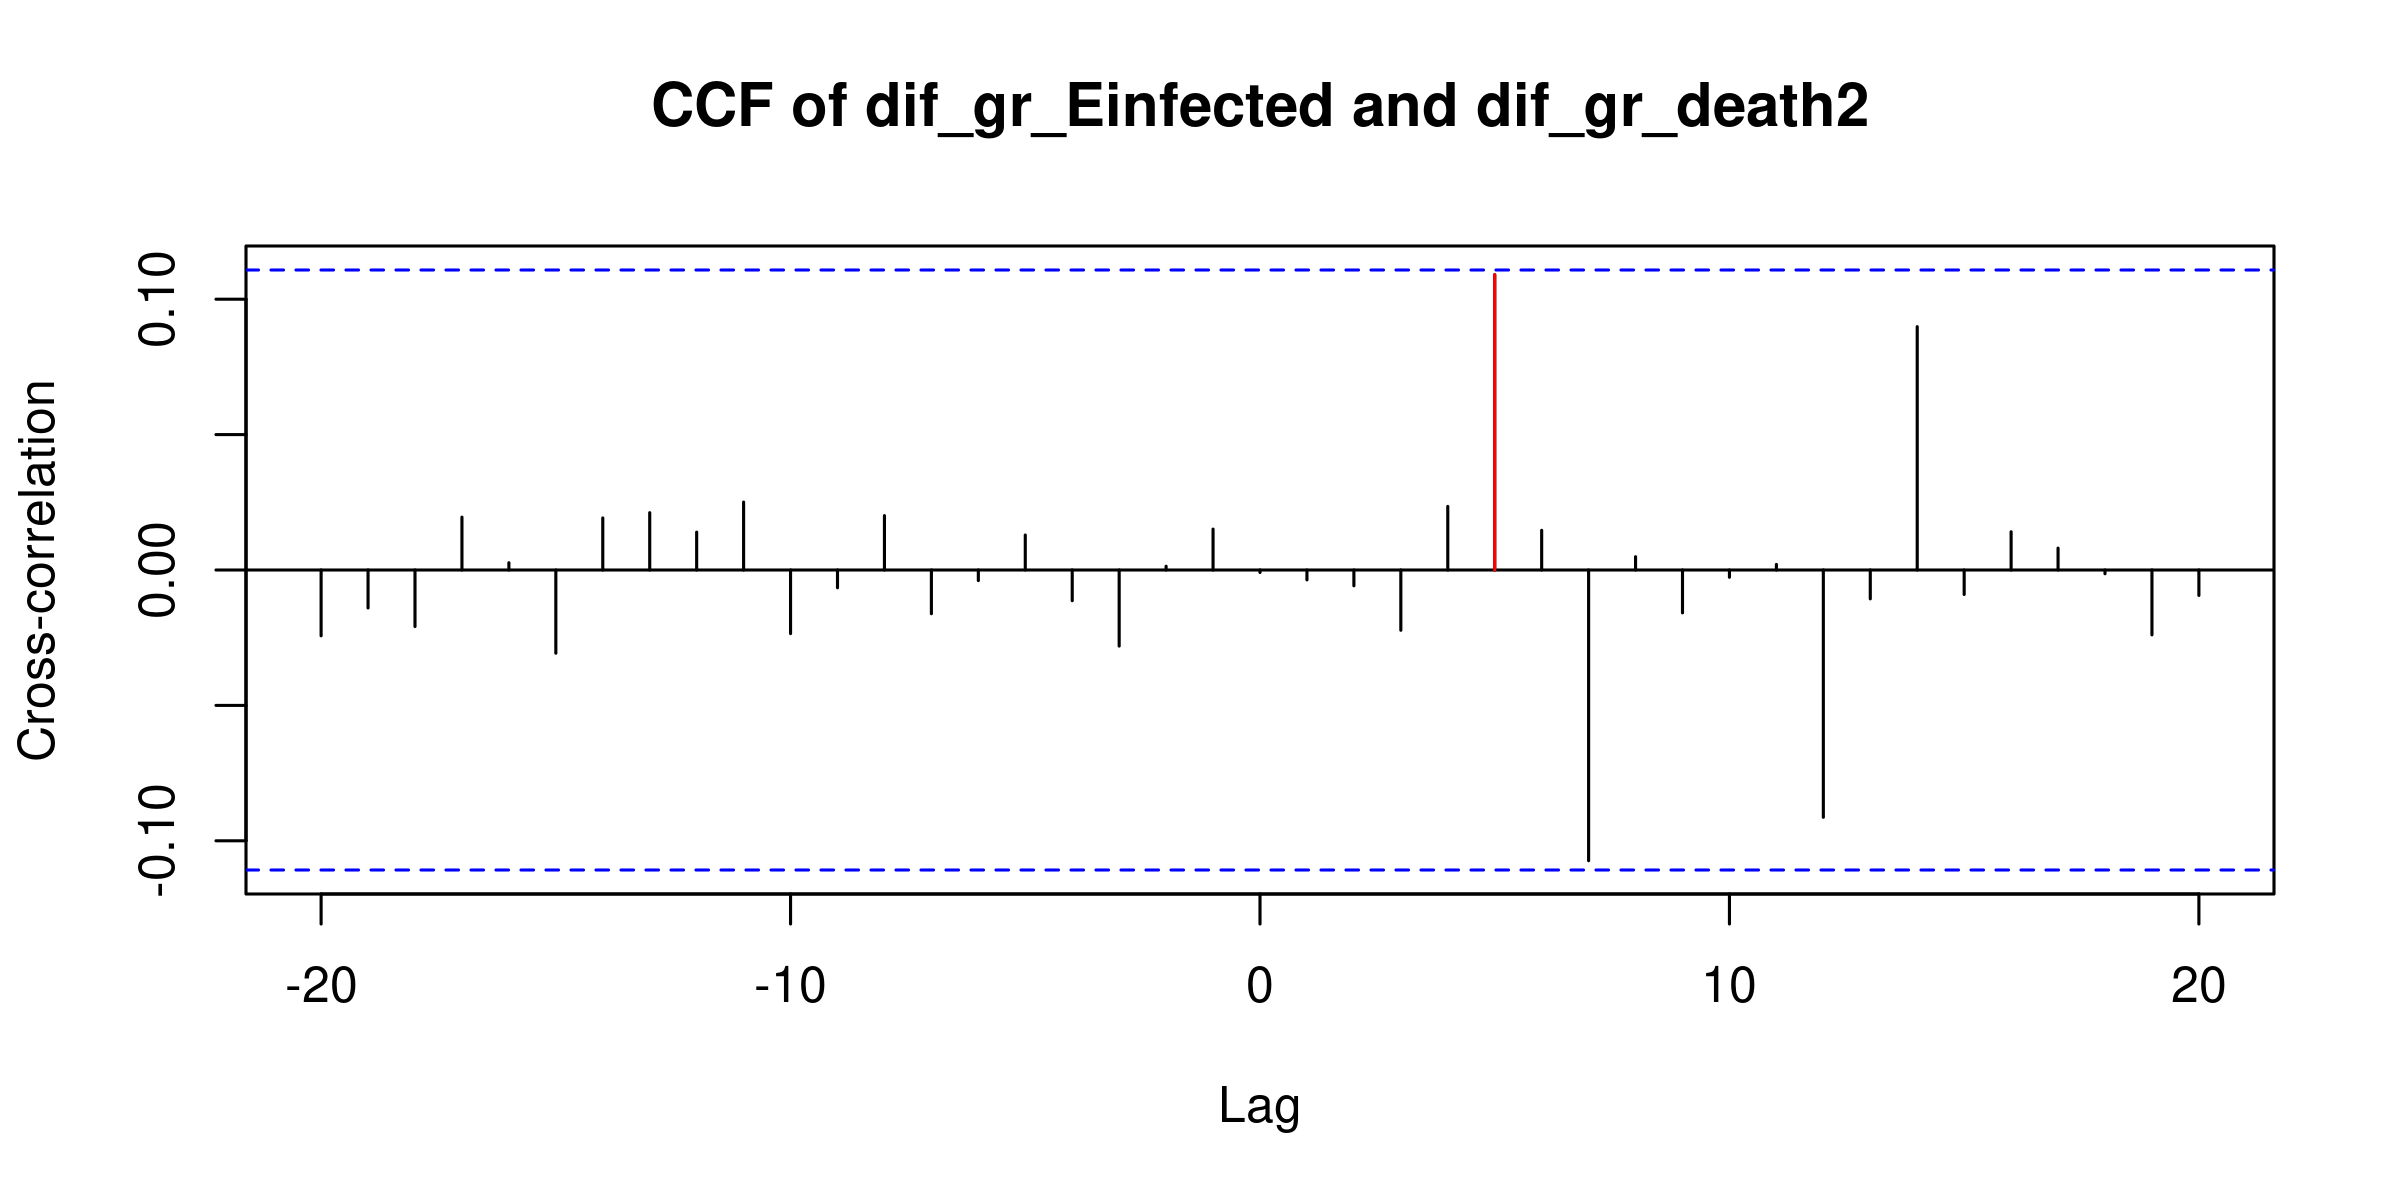 CCF of dif_gr_Einfected and dif_gr_death2
Cross-correlation
0.10
0.00
-0.10
-20 -10 0 10 20
Lag